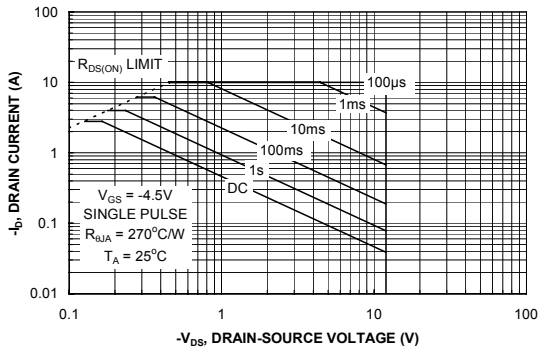 100
10
1
0.1
0.01
-I_D, DRAIN CURRENT (A)
R_DS(ON) LIMIT
100µs
1ms
10ms
100ms
1s
DC
V_GS = -4.5V
SINGLE PULSE
R_θJA = 270°C/W
T_A = 25°C
0.1 1 10 100
-V_DS, DRAIN-SOURCE VOLTAGE (V)